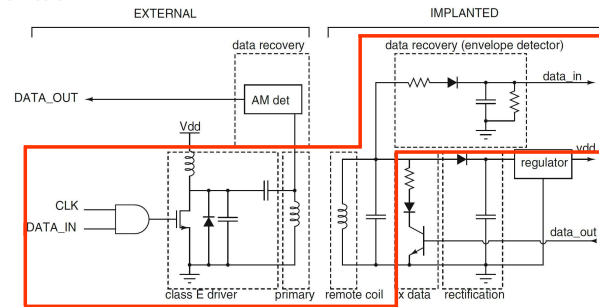 EXTERNAL
IMPLANTED
data recovery
data recovery (envelope detector)
AM det
DATA_OUT
data_in
Vdd
vdd
regulator
CLK
DATA_IN
data_out
class E driver
primary
remote coil
x data
rectification